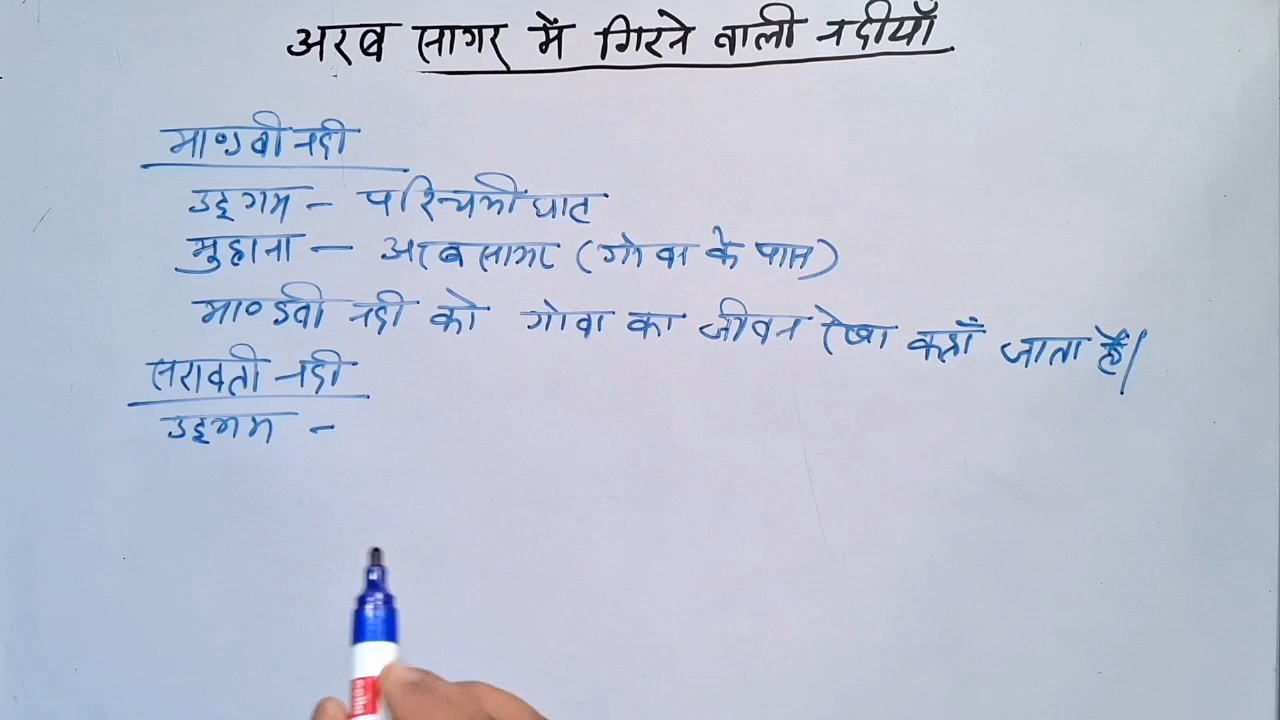 अरब सागर में गिरने वाली नदीयाँ
माण्डवी नदी
उद्गम - पश्चिमी घाट
मुहाना - अरब सागर (गोवा के पास)
माण्डवी नदी को गोवा का जीवन रेखा कहाँ जाता हैं।
सरावती नदी
उद्गम -